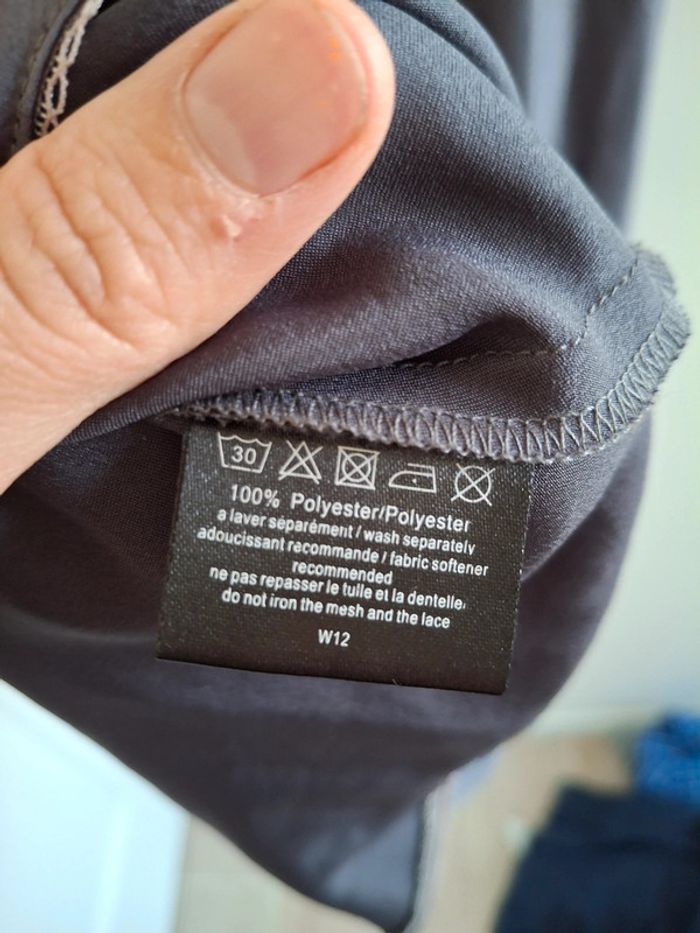 30
100% Polyester/Polyester
a laver séparément / wash separately
adoucissant recommande / fabric softener
recommended
ne pas repasser le tulle et la dentelle.
do not iron the mesh and the lace
W12